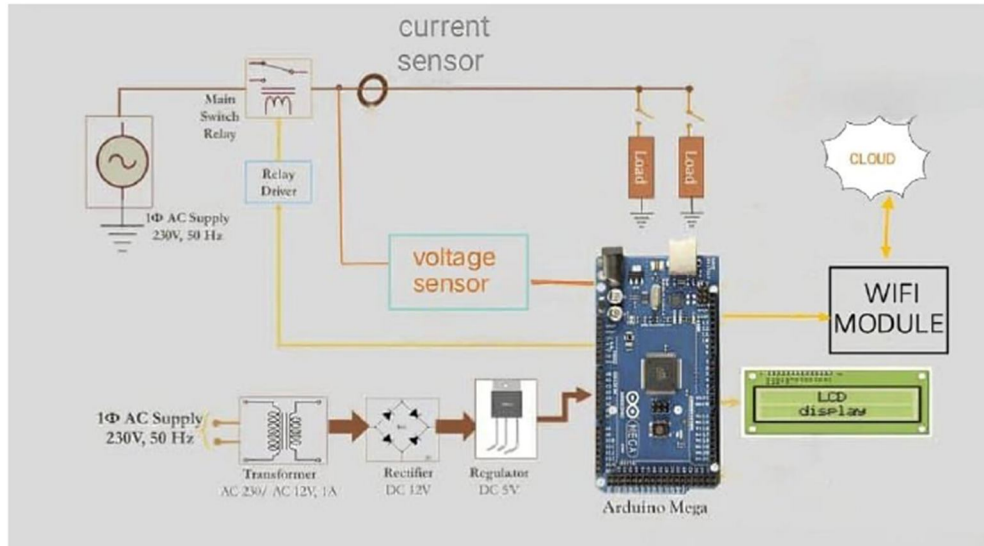 current
sensor
Main
Switch
Relay
Relay
Driver
1Φ AC Supply
230V, 50 Hz
Load
Load
CLOUD
voltage
sensor
WIFI
MODULE
LCD
display
MEGA
1Φ AC Supply
230V, 50 Hz
Transformer
AC 230/ AC 12V, 1A
Rectifier
DC 12V
Regulator
DC 5V
Arduino Mega